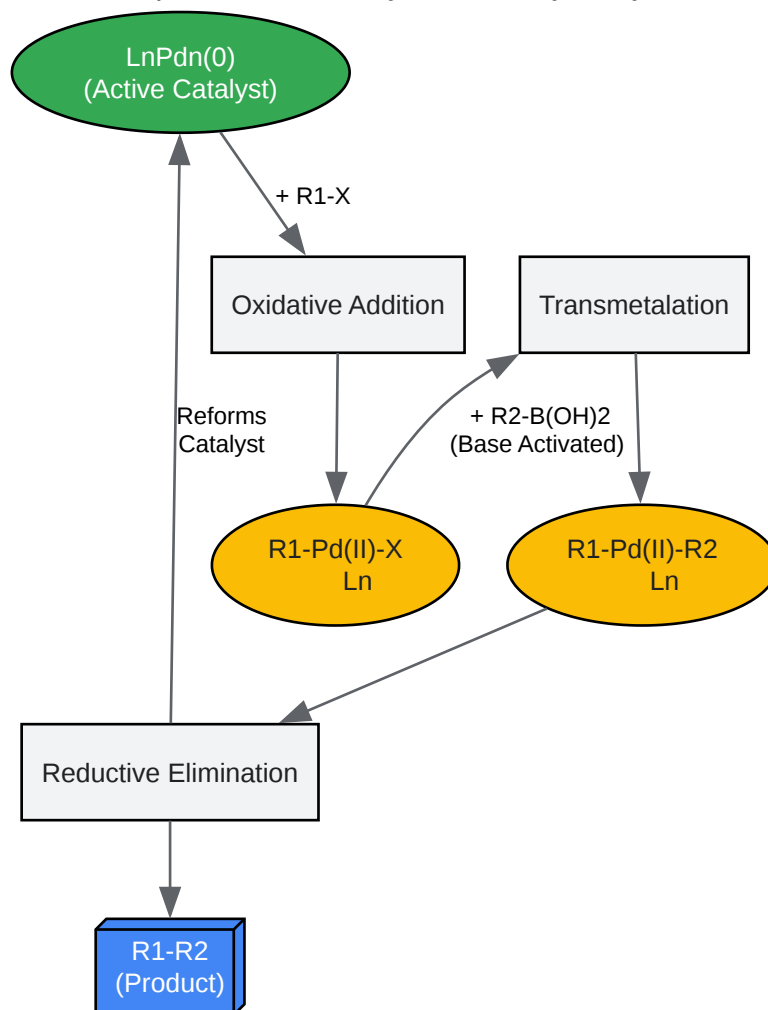 LnPdn(0)
(Active Catalyst)
+ R1-X
Oxidative Addition
Transmetalation
Reforms
Catalyst
+ R2-B(OH)2
(Base Activated)
R1-Pd(II)-X
Ln
R1-Pd(II)-R2
Ln
Reductive Elimination
R1-R2
(Product)